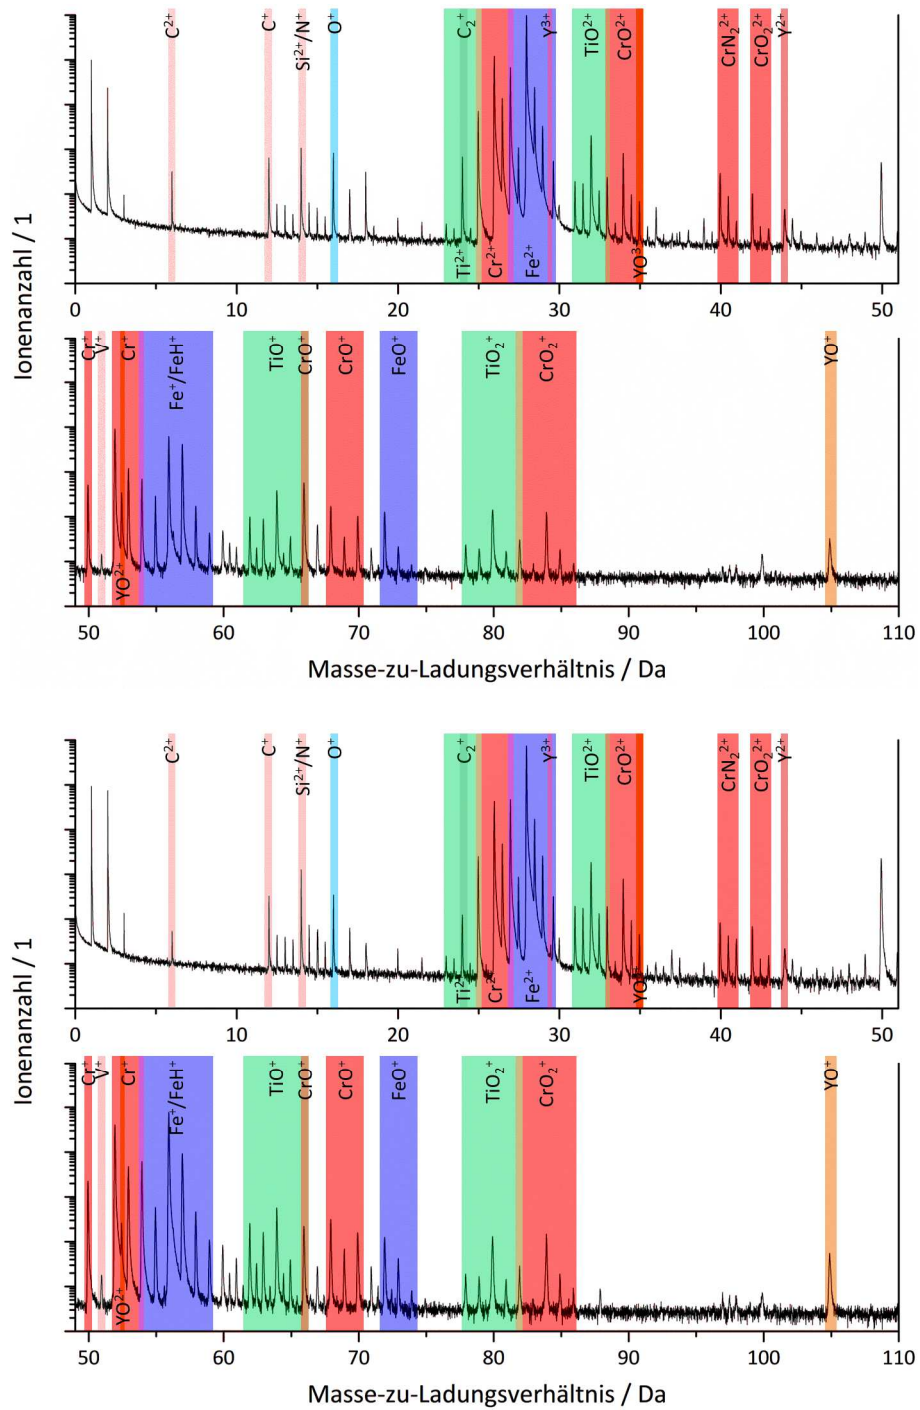 C²⁺ C⁺ Si²⁺/N⁺ O⁺ C₂⁺ Y³⁺ TiO²⁺ CrO²⁺ CrN₂²⁺ CrO₂²⁺ Y²⁺
Ti²⁺ Cr²⁺ Fe²⁺ YO³⁺
0 10 20 30 40 50
Ionenanzahl / 1
Cr⁺ V⁺ Cr⁺ Fe⁺/FeH⁺ TiO⁺ CrO⁺ CrO⁺ FeO⁺ TiO₂⁺ CrO₂⁺ YO⁺
YO²⁺
50 60 70 80 90 100 110
Masse-zu-Ladungsverhältnis / Da
C²⁺ C⁺ Si²⁺/N⁺ O⁺ C₂⁺ Y³⁺ TiO²⁺ CrO²⁺ CrN₂²⁺ CrO₂²⁺ Y²⁺
Ti²⁺ Cr²⁺ Fe²⁺ YO³⁺
0 10 20 30 40 50
Ionenanzahl / 1
Cr⁺ V⁺ Cr⁺ Fe⁺/FeH⁺ TiO⁺ CrO⁺ CrO⁺ FeO⁺ TiO₂⁺ CrO₂⁺ YO⁺
YO²⁺
50 60 70 80 90 100 110
Masse-zu-Ladungsverhältnis / Da